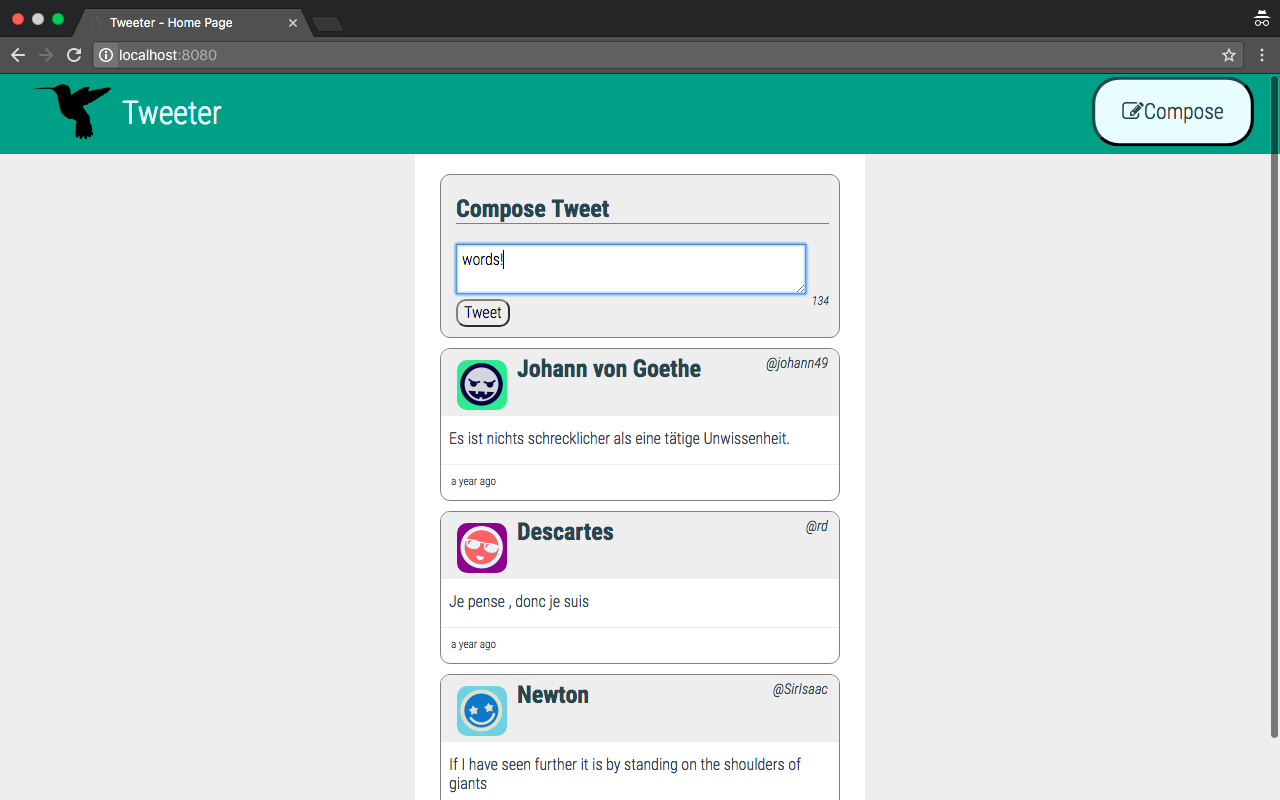 Tweeter - Home Page
localhost:8080
Tweeter
Compose
Compose Tweet
words!
134
Tweet
Johann von Goethe
@johann49
Es ist nichts schrecklicher als eine tätige Unwissenheit.
a year ago
Descartes
@rd
Je pense , donc je suis
a year ago
Newton
@SirIsaac
If I have seen further it is by standing on the shoulders of
giants